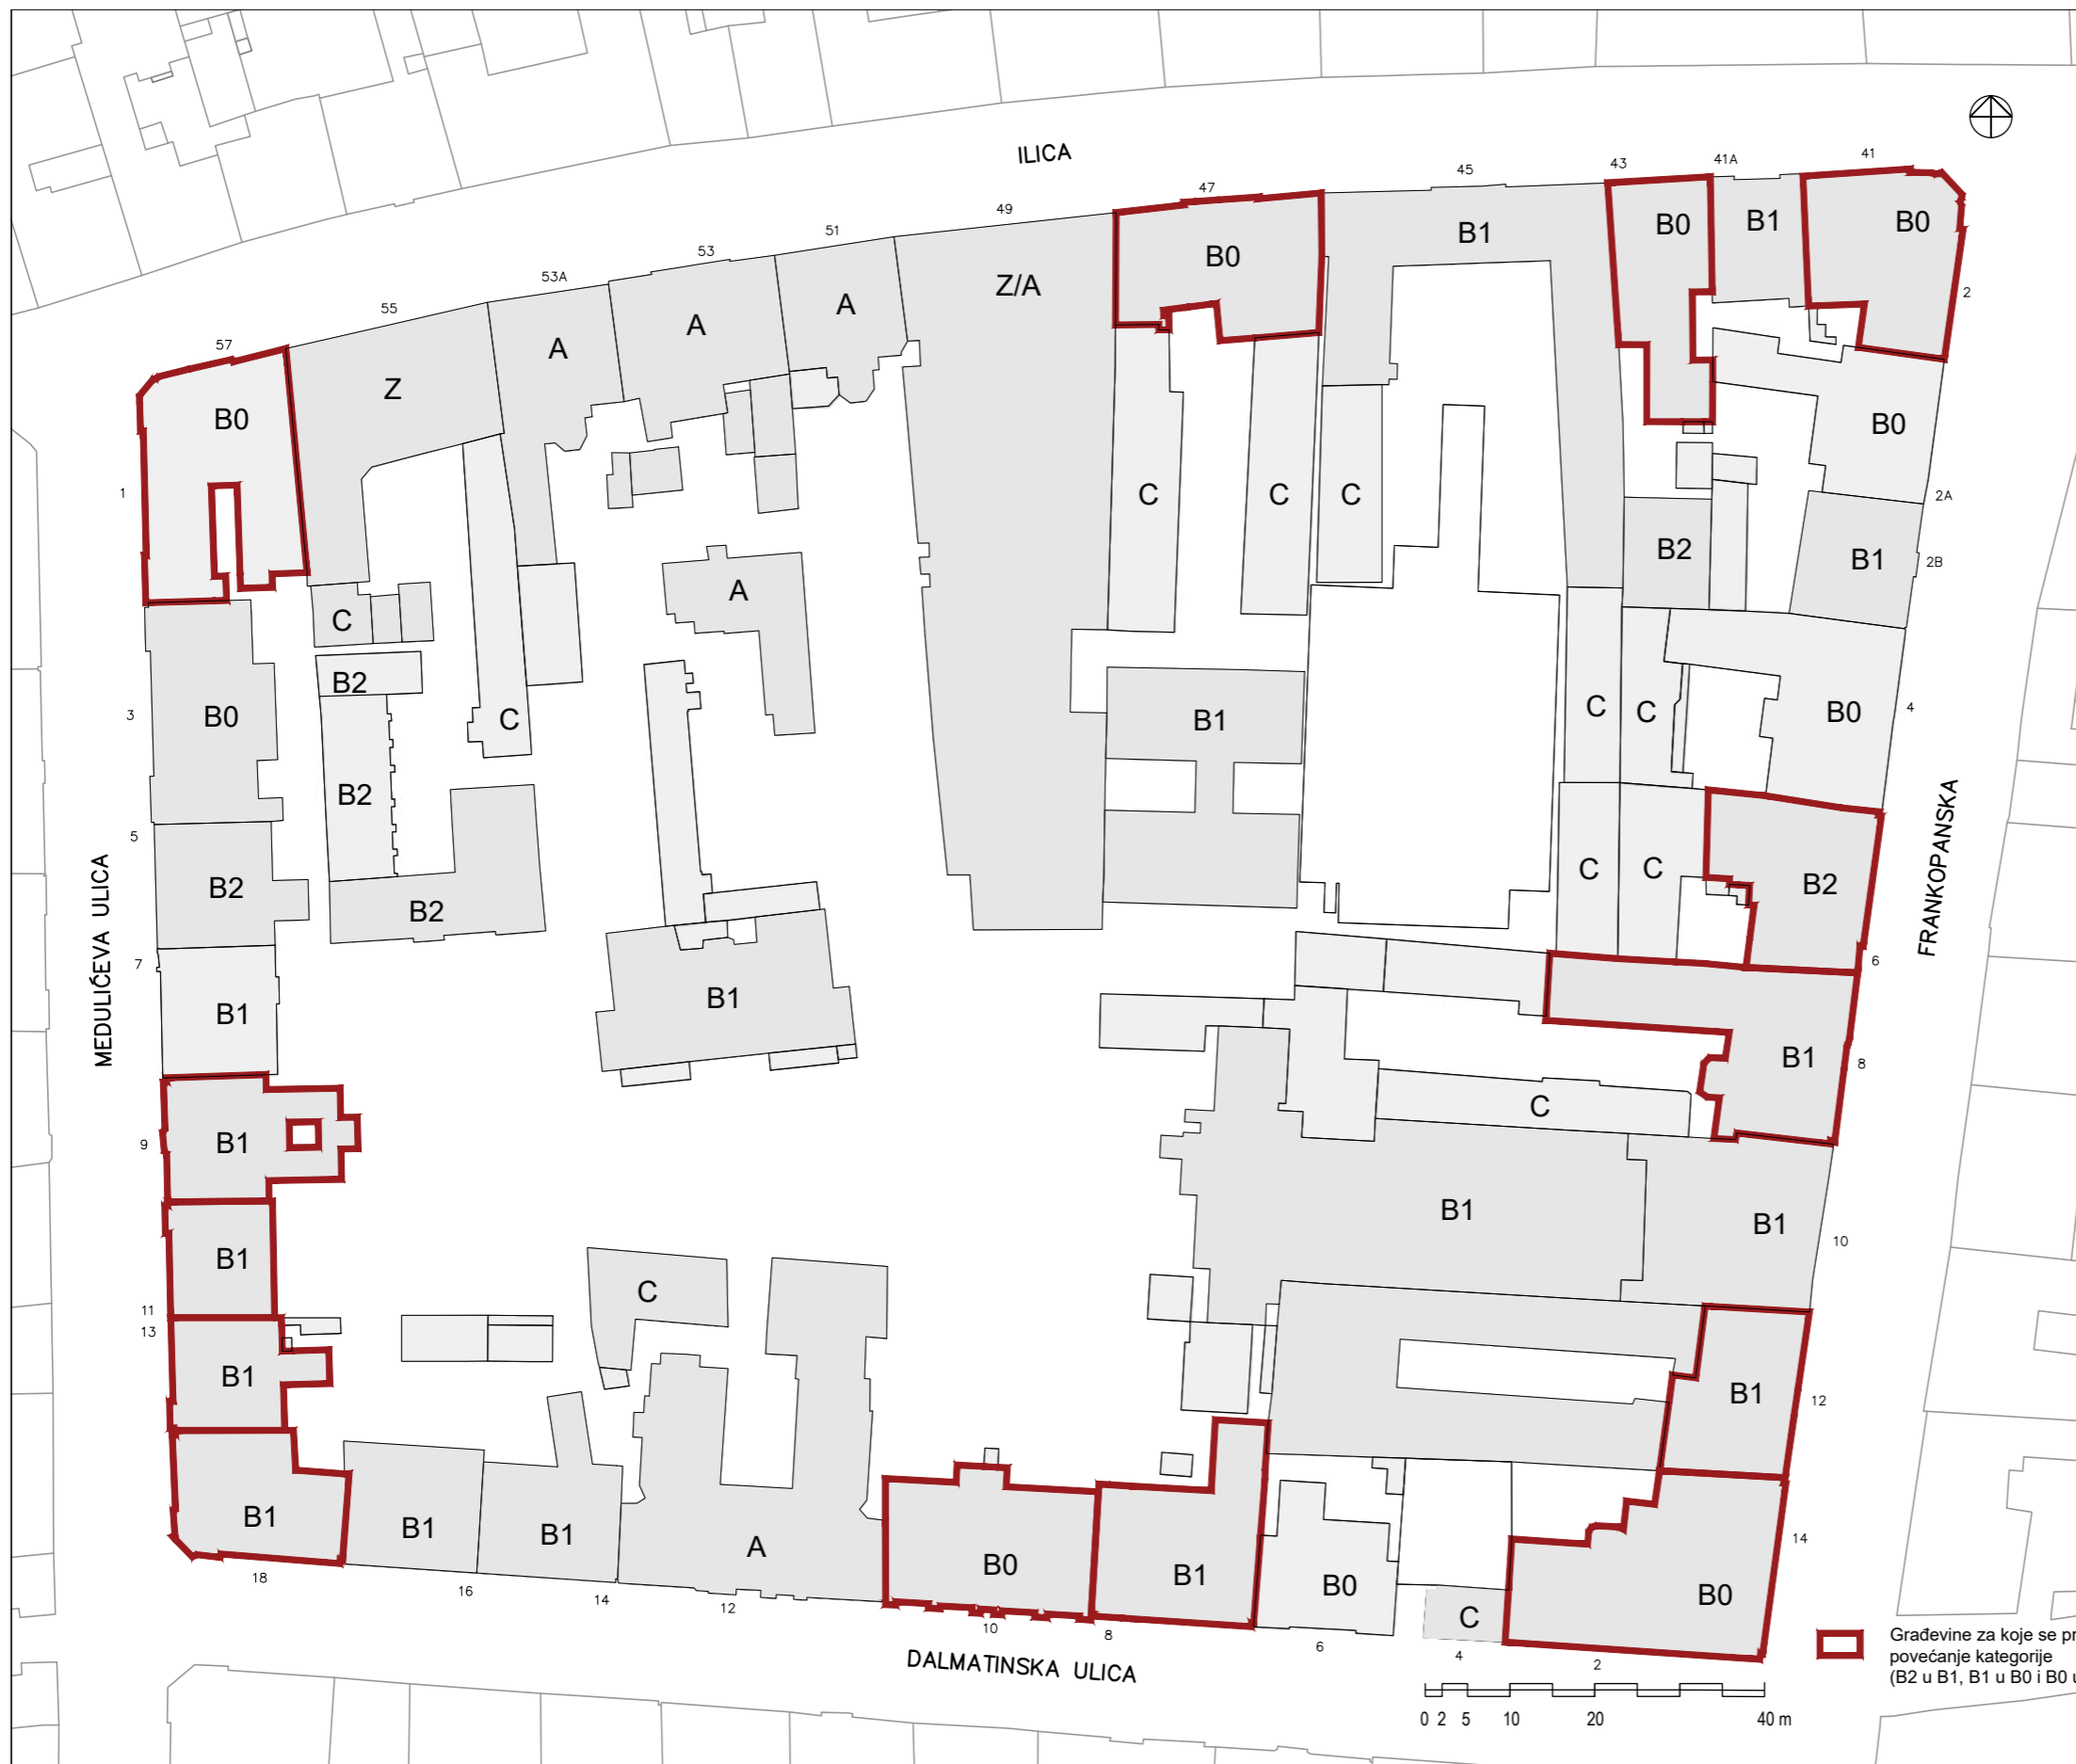 ILICA
41
41A
43
45
47
B0
B1
B0
B0
B1
49
51
53
53A
55
57
Z/A
A
A
A
Z
B0
2
B0
2A
1
C
C
C
B2
B1
2B
A
C
B2
C
B1
C
C
B0
4
3
B0
B2
5
B2
B2
C
C
B2
6
MEDULIĆEVA ULICA
FRANKOPANSKA
7
B1
B1
B1
8
C
9
B1
B1
B1
10
B1
11
13
C
B1
B1
12
B1
B1
B1
A
B0
B1
B0
C
B0
14
18
16
14
12
10
8
6
4
2
DALMATINSKA ULICA
Građevine za koje se pr
povećanje kategorije
(B2 u B1, B1 u B0 i B0 u
0 2 5 10 20 40 m